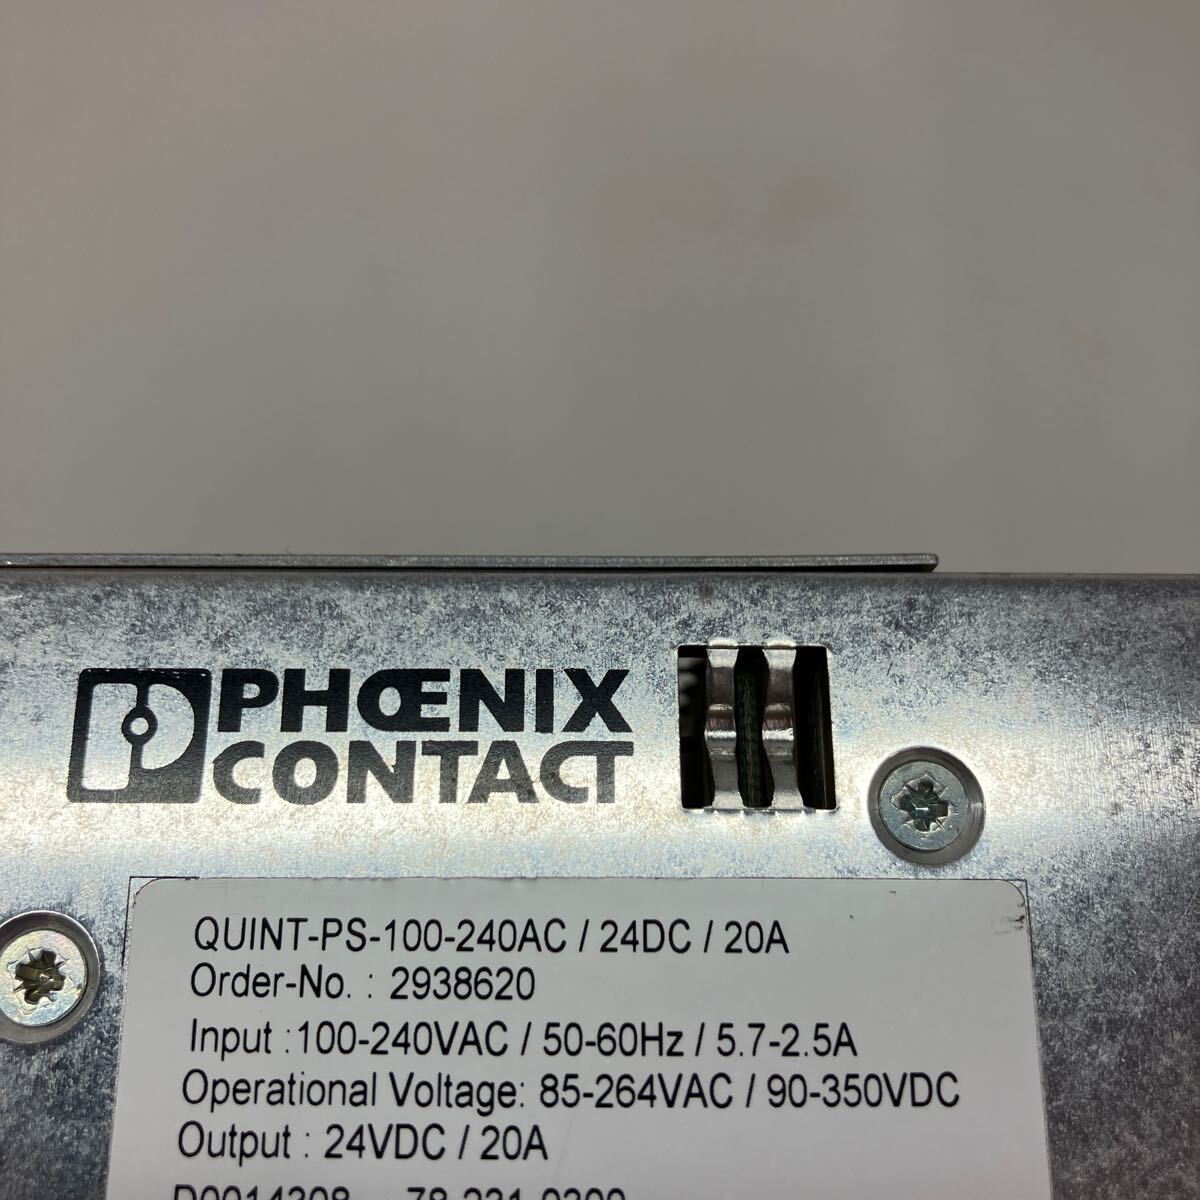 PHŒNIX
CONTACT
QUINT-PS-100-240AC / 24DC / 20A
Order-No. : 2938620
Input : 100-240VAC / 50-60Hz / 5.7-2.5A
Operational Voltage: 85-264VAC / 90-350VDC
Output : 24VDC / 20A